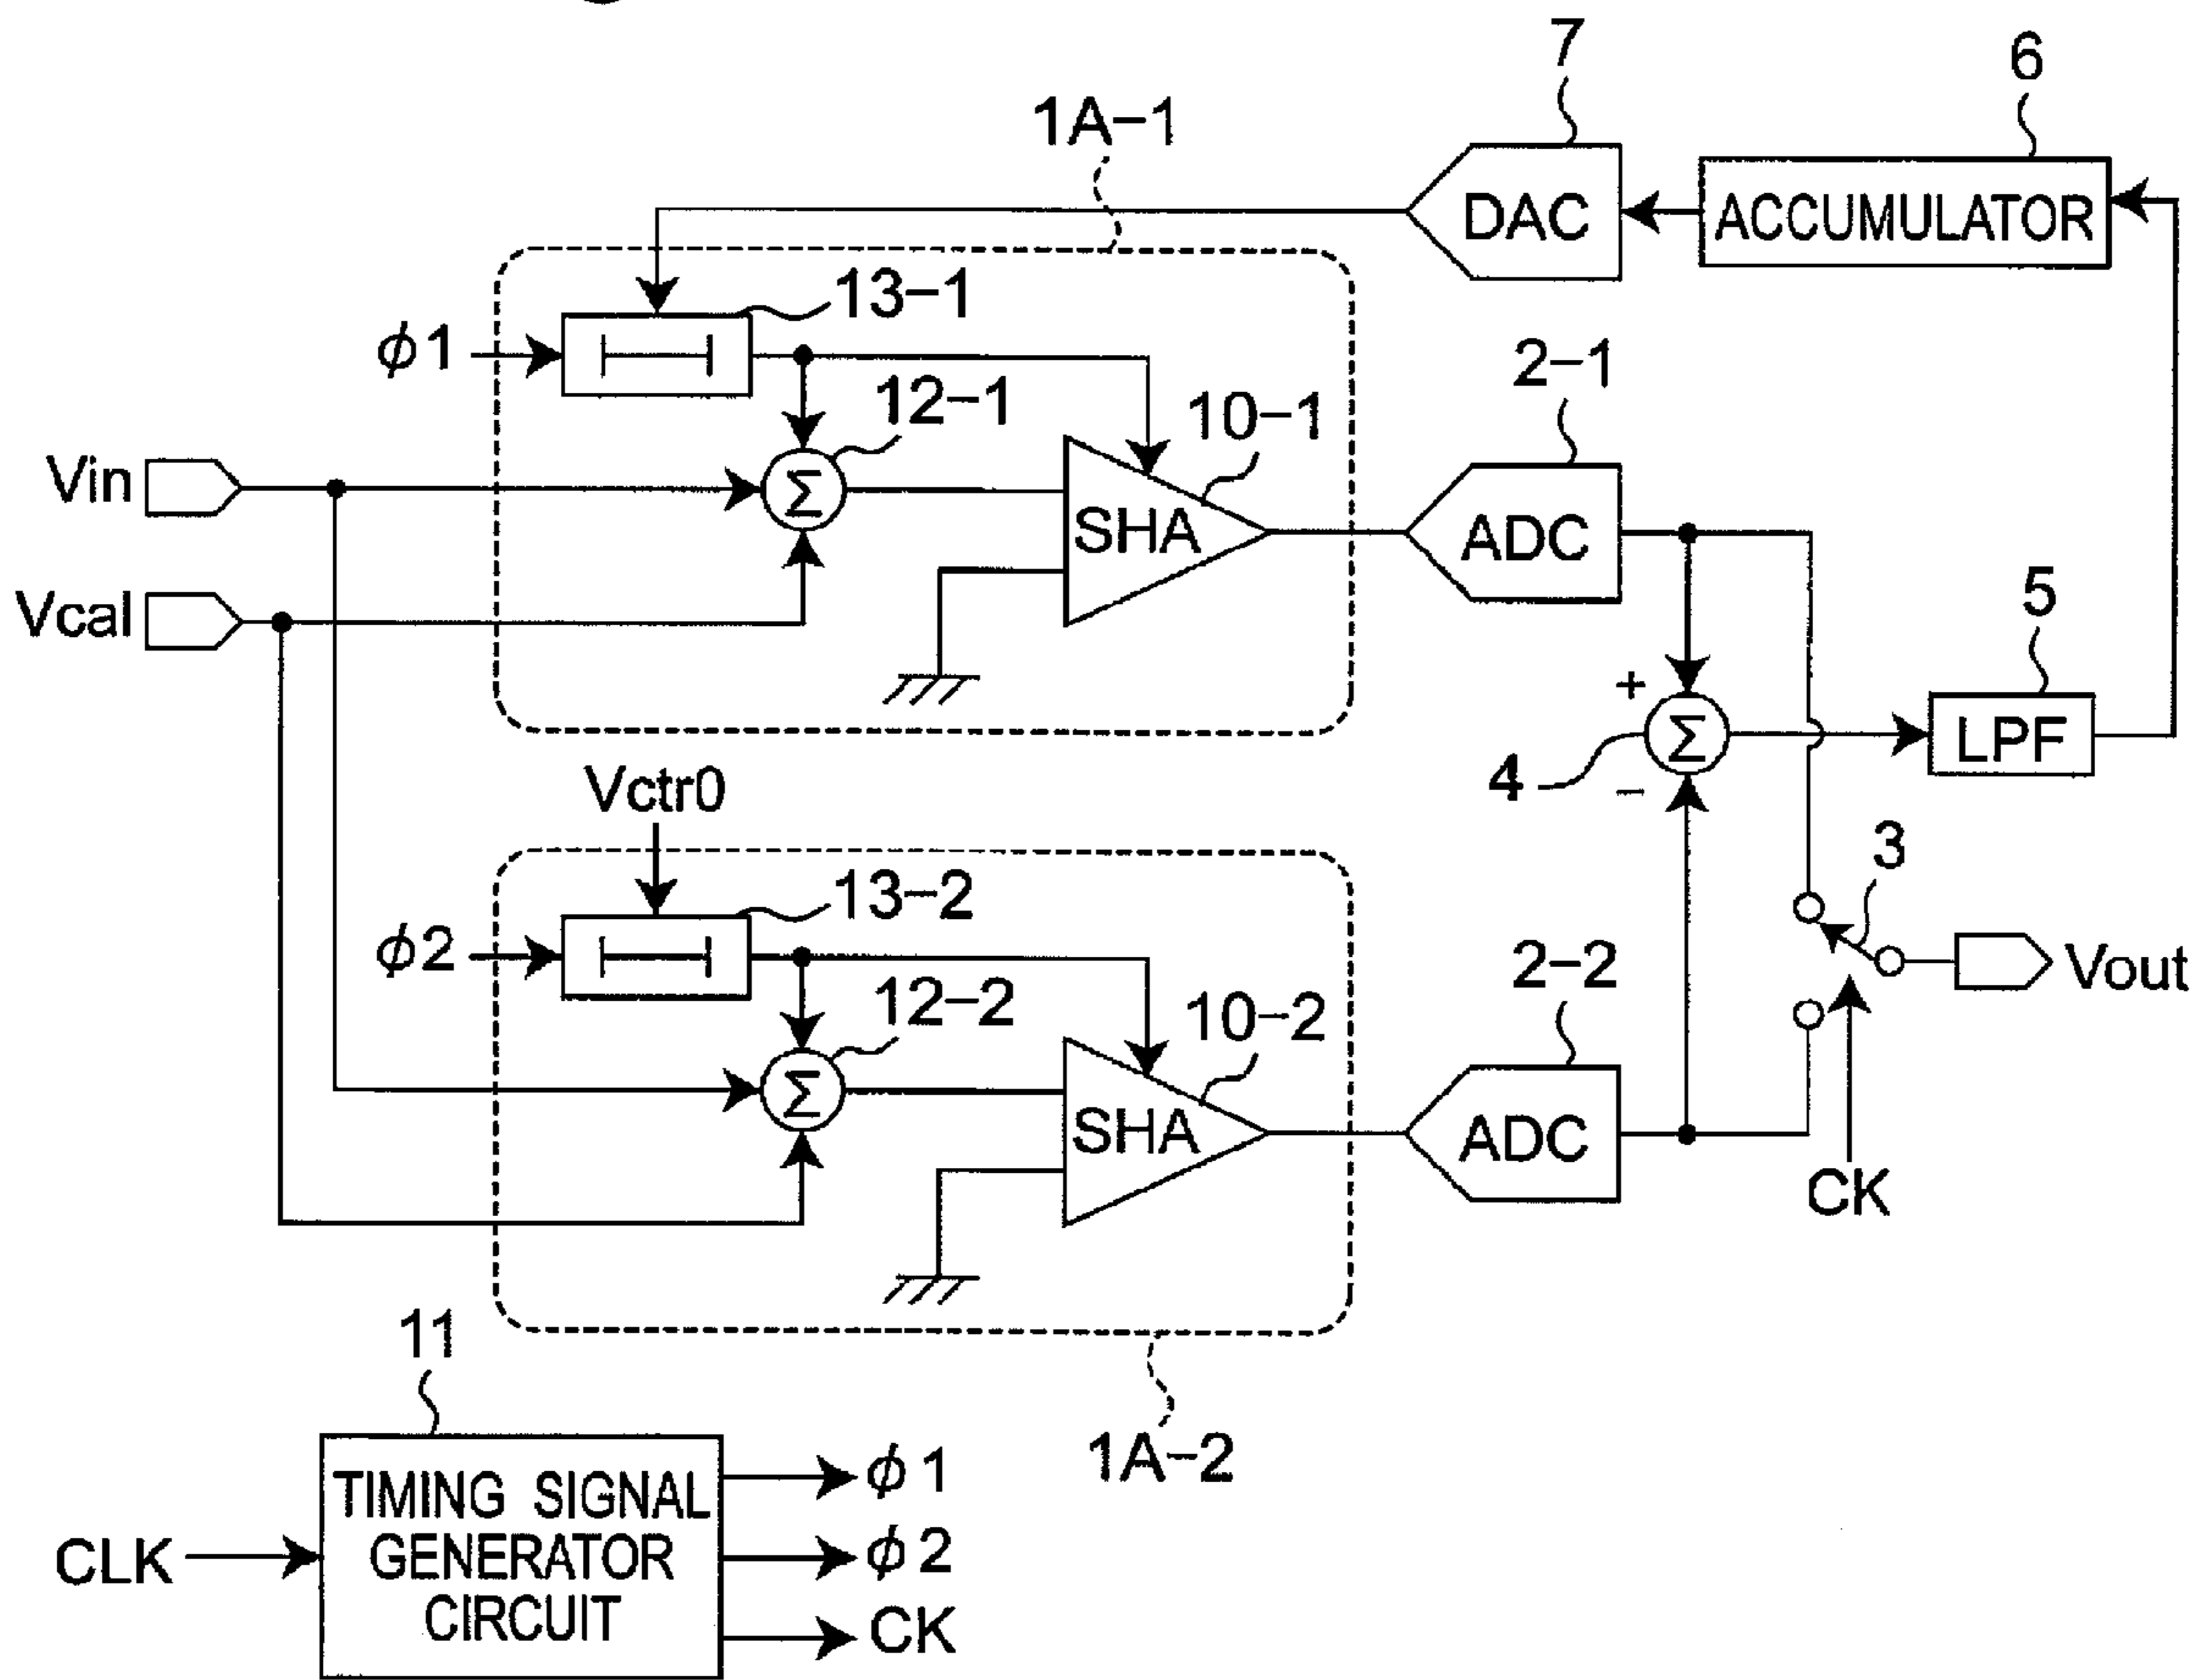 7
6
1A-1
DAC
ACCUMULATOR
13-1
ϕ1
2-1
12-1
10-1
Vin
SHA
ADC
Vcal
5
+
Σ
Σ
LPF
4
−
Vctr0
3
13-2
ϕ2
2-2
Vout
12-2
10-2
Σ
SHA
ADC
CK
11
1A-2
TIMING SIGNAL
GENERATOR
CIRCUIT
CLK
ϕ1
ϕ2
CK